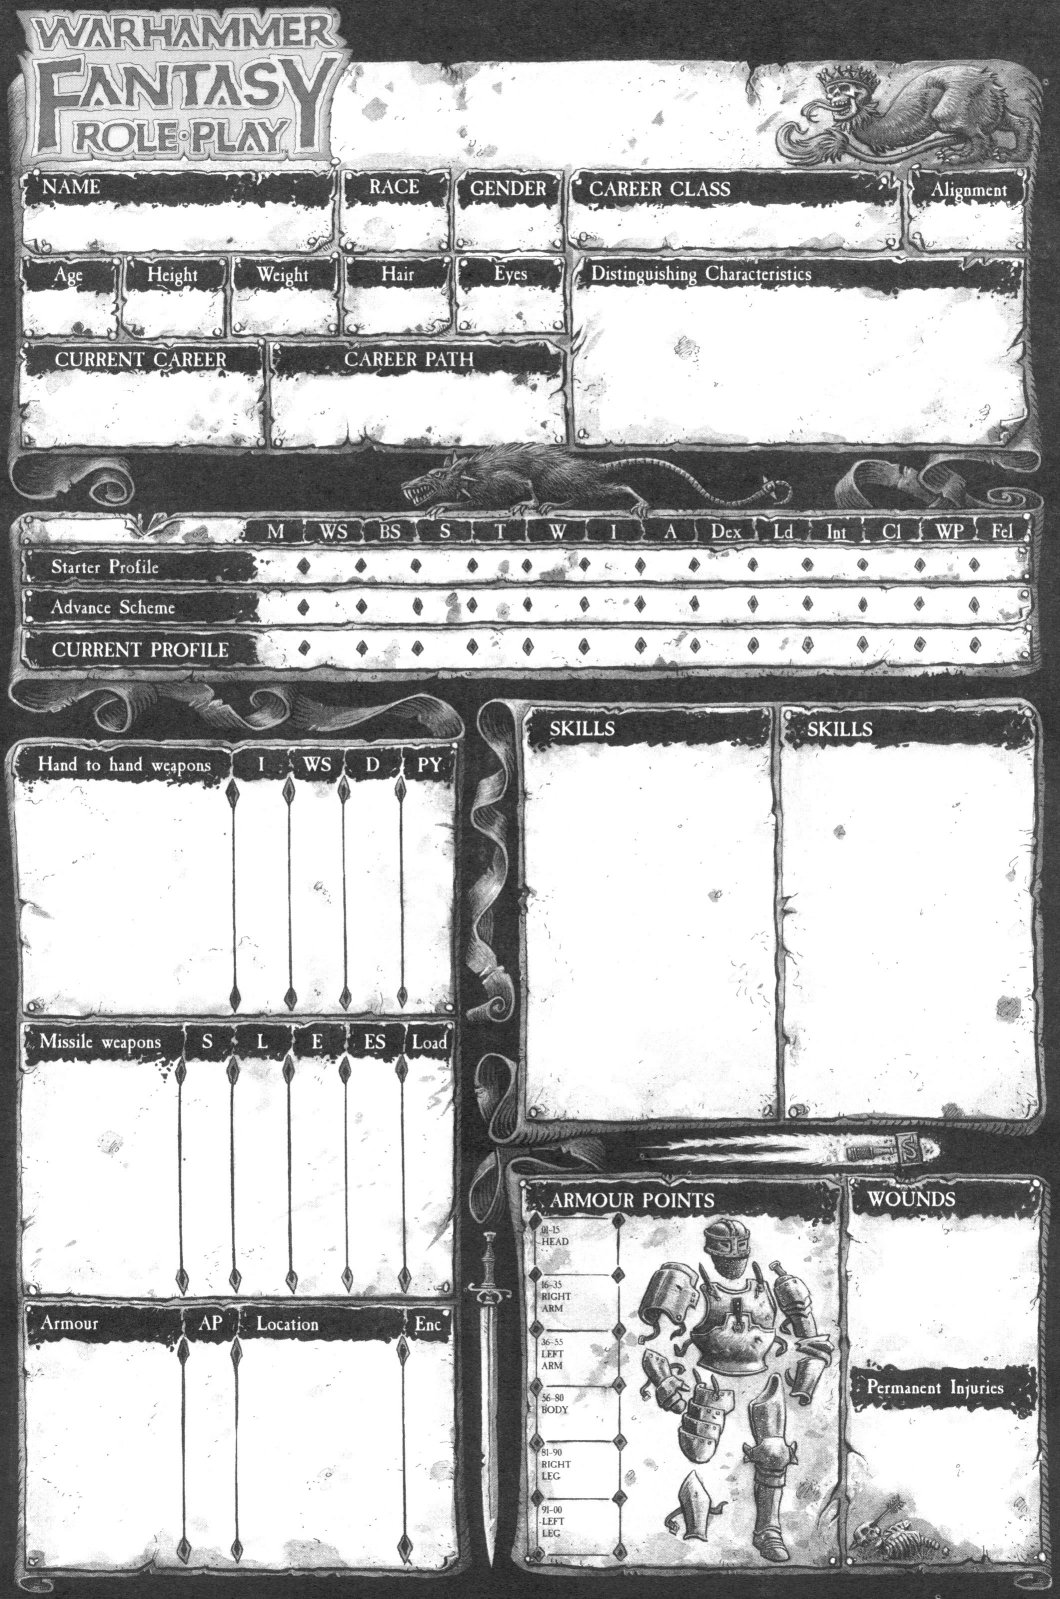 WARHAMMER
FANTASY
ROLE·PLAY
NAME
RACE
GENDER
CAREER CLASS
Alignment
Age
Height
Weight
Hair
Eyes
Distinguishing Characteristics
CURRENT CAREER
CAREER PATH
M WS BS S T W I A Dex Ld Int Cl WP Fel
Starter Profile
Advance Scheme
CURRENT PROFILE
SKILLS
SKILLS
Hand to hand weapons I WS D PY
Missile weapons S L E ES Load
Armour AP Location Enc
ARMOUR POINTS
01-15
HEAD
16-35
RIGHT
ARM
36-55
LEFT
ARM
56-80
BODY
81-90
RIGHT
LEG
91-00
LEFT
LEG
WOUNDS
Permanent Injuries